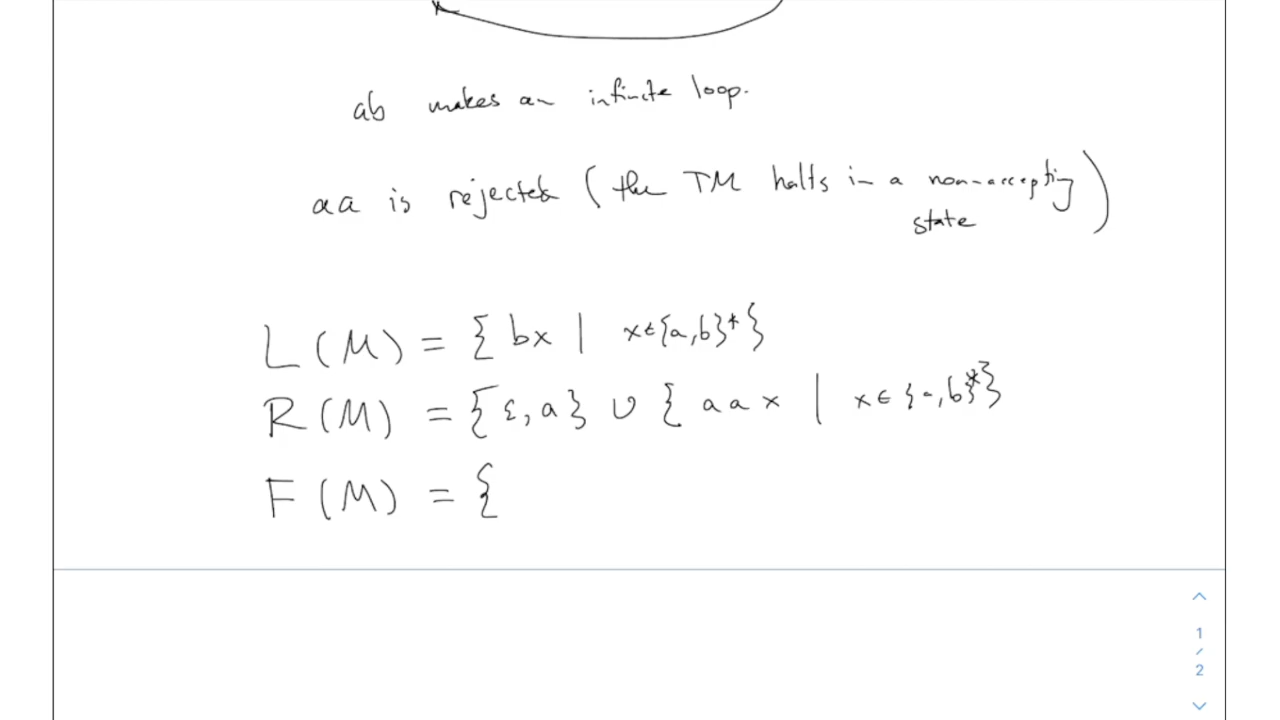 ab makes an infinite loop.
aa is rejected (the TM halts in a non-accepting
state)
L(M) = { bx | x∈{a,b}* }
R(M) = {ε, a} ∪ { aax | x∈{a,b}* }
F(M) = {
1
/
2